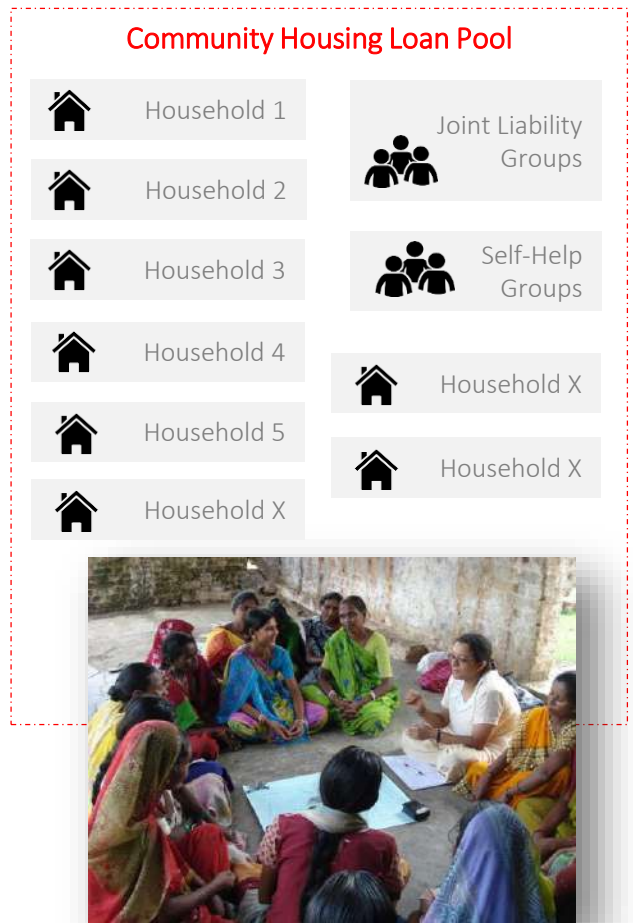 Community Housing Loan Pool
Household 1
Household 2
Household 3
Household 4
Household 5
Household X
Joint Liability
Groups
Self-Help
Groups
Household X
Household X